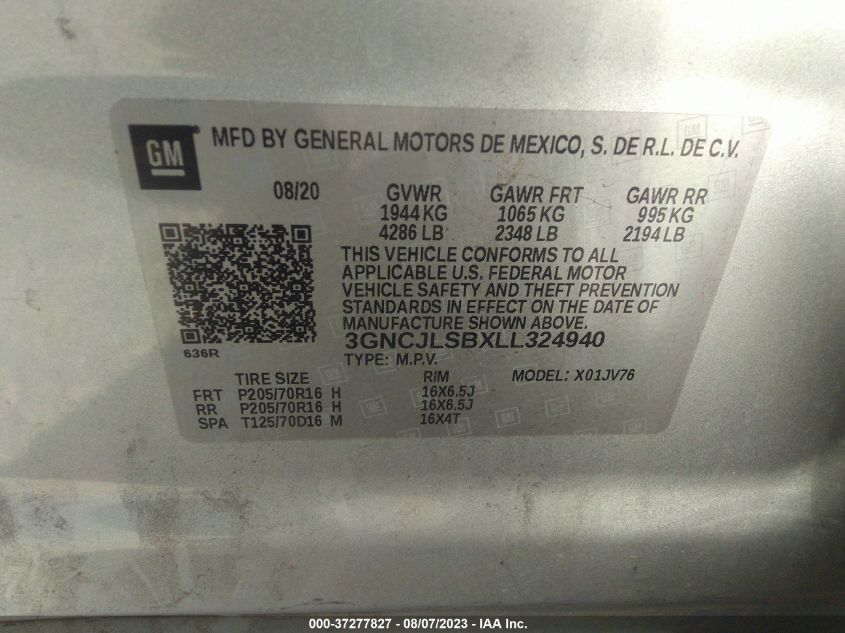 GM
MFD BY GENERAL MOTORS DE MEXICO, S. DE R.L. DE C.V.
08/20 GVWR GAWR FRT GAWR RR
1944 KG 1065 KG 995 KG
4286 LB 2348 LB 2194 LB
THIS VEHICLE CONFORMS TO ALL
APPLICABLE U.S. FEDERAL MOTOR
VEHICLE SAFETY AND THEFT PREVENTION
STANDARDS IN EFFECT ON THE DATE OF
MANUFACTURE SHOWN ABOVE.
3GNCJLSBXLL324940
636R
TYPE: M.P.V.
TIRE SIZE RIM MODEL: X01JV76
FRT P205/70R16 H 16X6.5J
RR P205/70R16 H 16X6.5J
SPA T125/70D16 M 16X4T
000-37277827 - 08/07/2023 - IAA Inc.